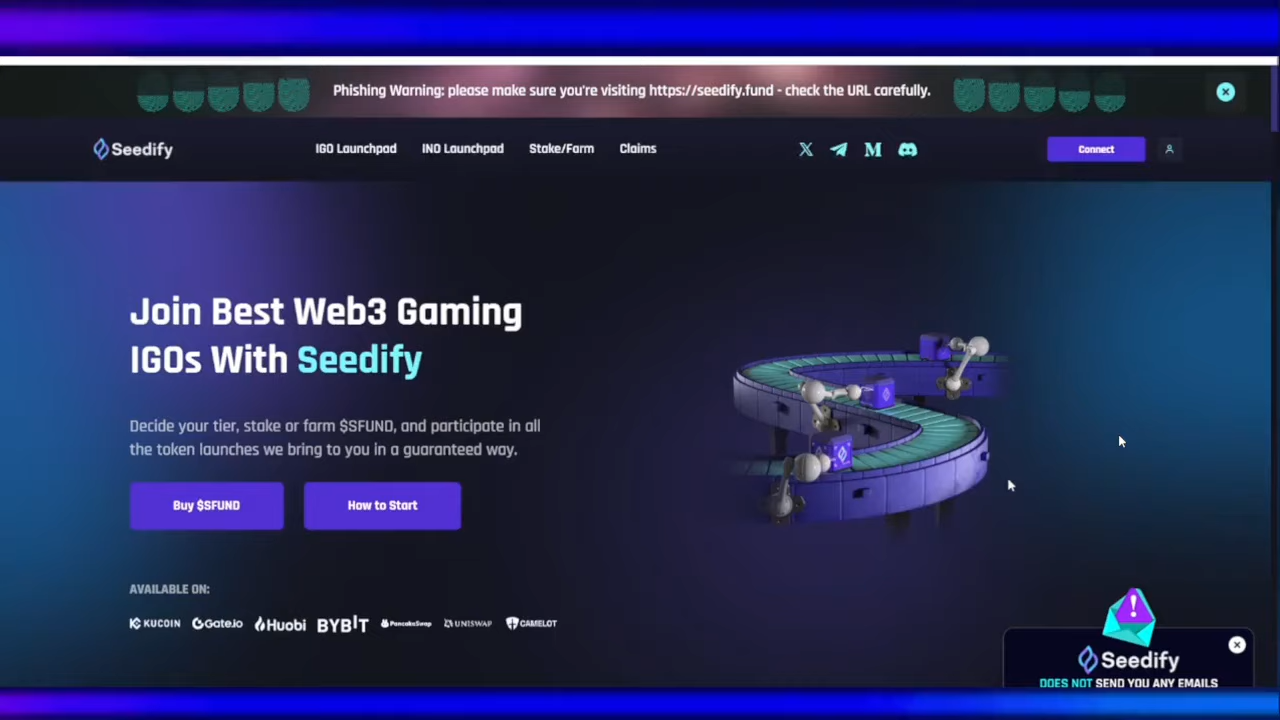 Phishing Warning: please make sure you're visiting https://seedify.fund - check the URL carefully.
Seedify
IGO Launchpad
INO Launchpad
Stake/Farm
Claims
Connect
Join Best Web3 Gaming
IGOs With Seedify
Decide your tier, stake or farm $SFUND, and participate in all
the token launches we bring to you in a guaranteed way.
Buy $SFUND
How to Start
AVAILABLE ON:
KUCOIN
Gate.io
Huobi
BYBIT
PancakeSwap
UNISWAP
CAMELOT
Seedify
DOES NOT SEND YOU ANY EMAILS